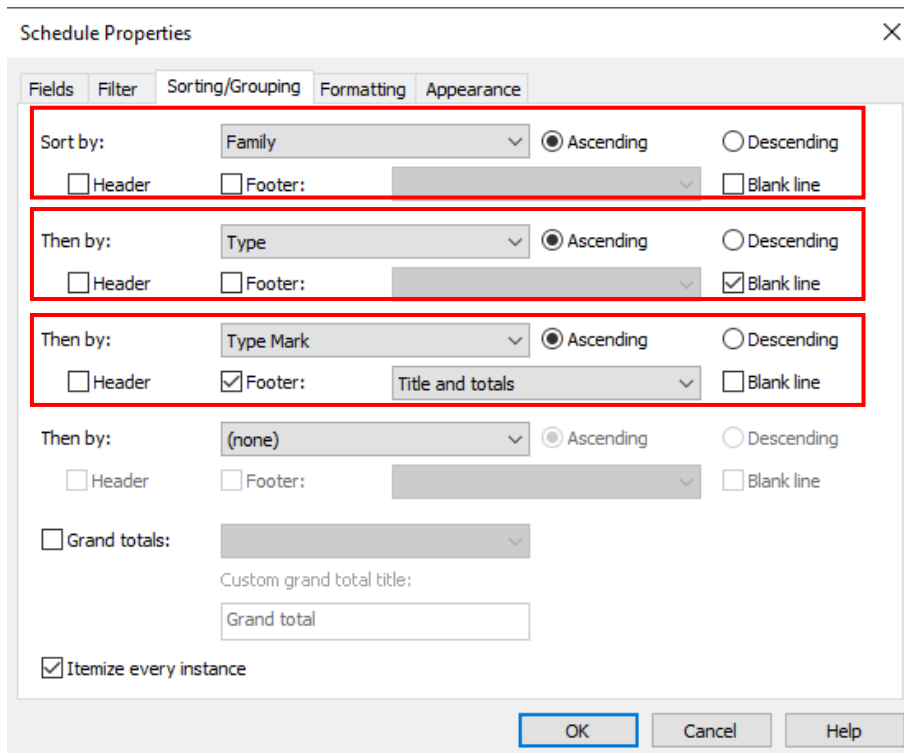 Schedule Properties
Fields Filter Sorting/Grouping Formatting Appearance
Sort by: Family Ascending Descending
Header Footer: Blank line
Then by: Type Ascending Descending
Header Footer: Blank line
Then by: Type Mark Ascending Descending
Header Footer: Title and totals Blank line
Then by: (none) Ascending Descending
Header Footer: Blank line
Grand totals:
Custom grand total title:
Grand total
Itemize every instance
OK Cancel Help